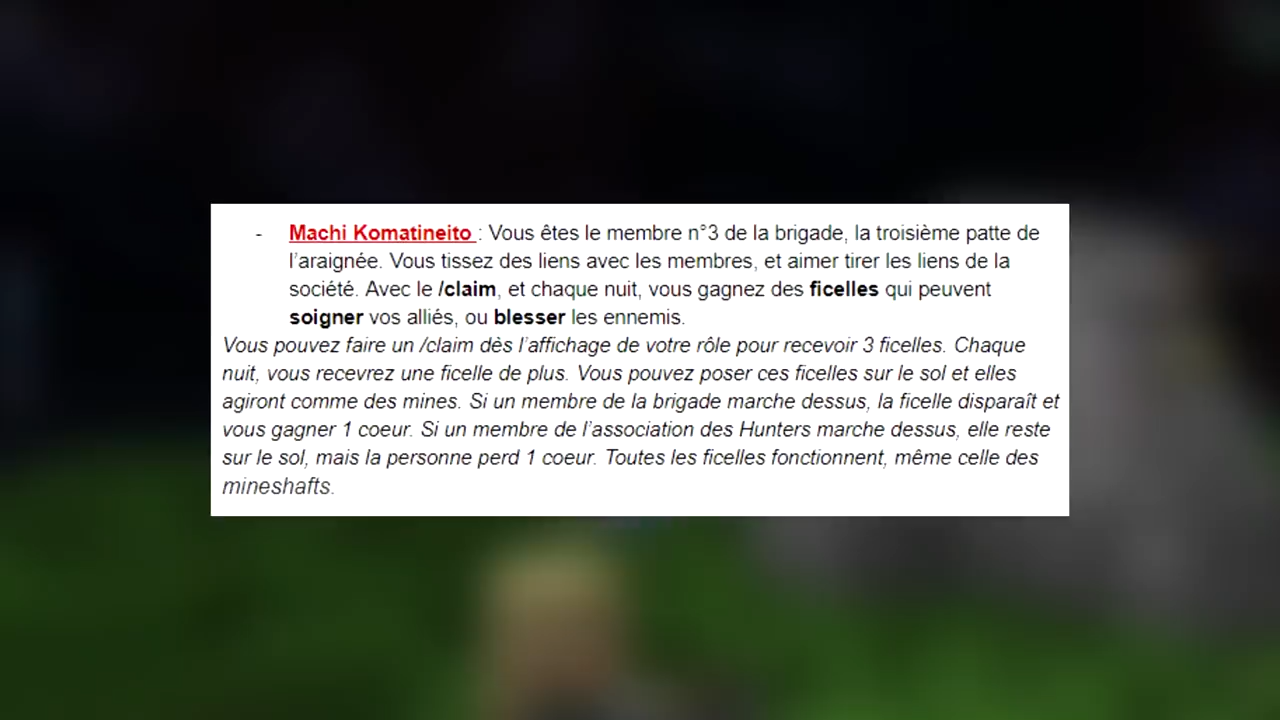 - Machi Komatineito : Vous êtes le membre n°3 de la brigade, la troisième patte de
l'araignée. Vous tissez des liens avec les membres, et aimer tirer les liens de la
société. Avec le /claim, et chaque nuit, vous gagnez des ficelles qui peuvent
soigner vos alliés, ou blesser les ennemis.
Vous pouvez faire un /claim dès l'affichage de votre rôle pour recevoir 3 ficelles. Chaque
nuit, vous recevrez une ficelle de plus. Vous pouvez poser ces ficelles sur le sol et elles
agiront comme des mines. Si un membre de la brigade marche dessus, la ficelle disparaît et
vous gagner 1 coeur. Si un membre de l'association des Hunters marche dessus, elle reste
sur le sol, mais la personne perd 1 coeur. Toutes les ficelles fonctionnent, même celle des
mineshafts.